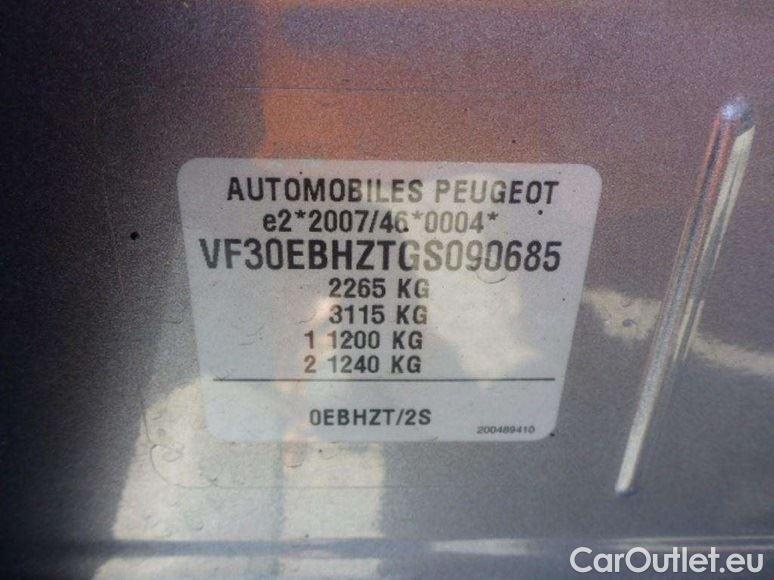 AUTOMOBILES PEUGEOT
e2*2007/46*0004*
VF30EBHZTGS090685
2265 KG
3115 KG
1 1200 KG
2 1240 KG
0EBHZT/2S
200489410
CarOutlet.eu